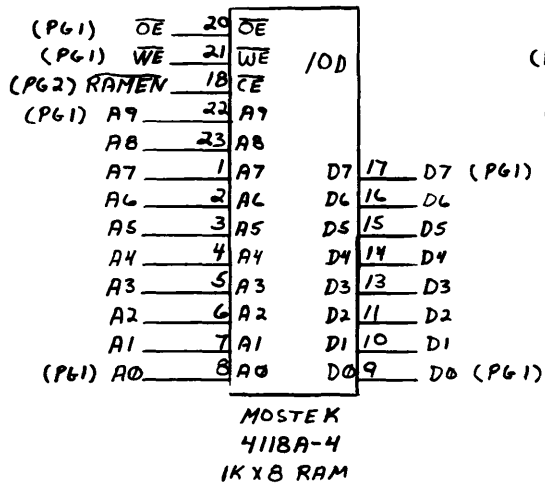 (PG1) OE 20 OE
(PG1) WE 21 WE 10D (
(PG2) RAMEN 18 CE
(PG1) A9 22 A9
A8 23 A8
A7 1 A7 D7 17 D7 (PG1)
A6 2 A6 D6 16 D6
A5 3 A5 D5 15 D5
A4 4 A4 D4 14 D4
A3 5 A3 D3 13 D3
A2 6 A2 D2 11 D2
A1 7 A1 D1 10 D1
(PG1) A0 8 A0 D0 9 D0 (PG1)
MOSTEK
4118A-4
1K X 8 RAM